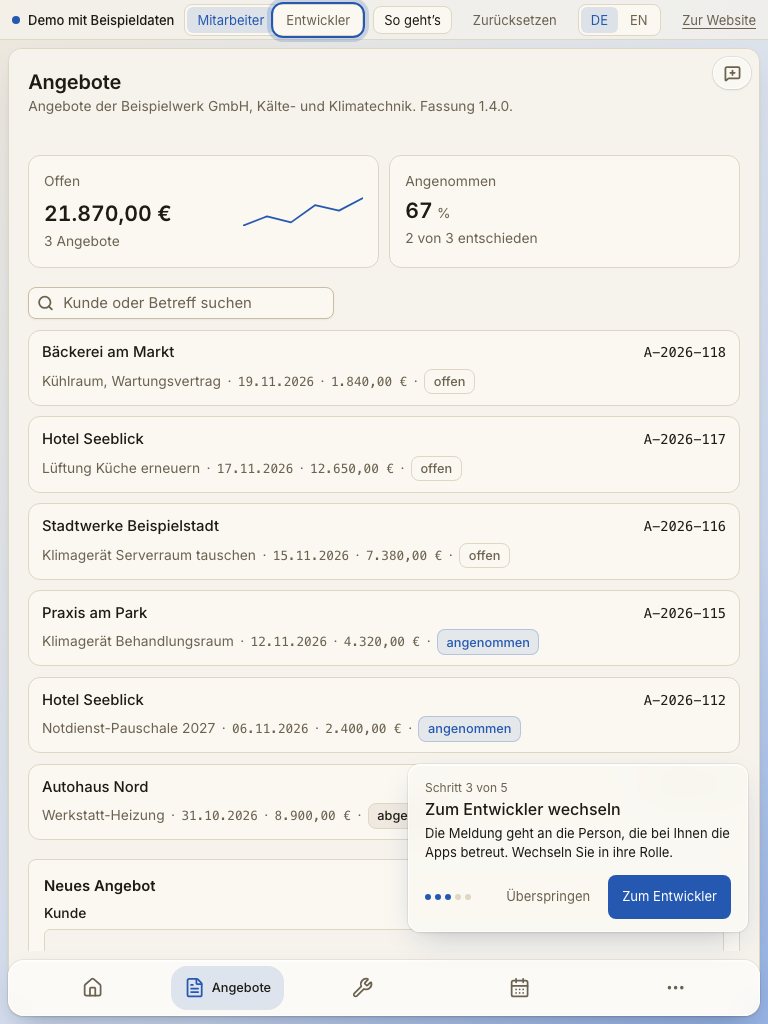 Demo mit Beispieldaten Mitarbeiter Entwickler So geht's Zurücksetzen DE EN Zur Website
Angebote
Angebote der Beispielwerk GmbH, Kälte- und Klimatechnik. Fassung 1.4.0.
Offen
21.870,00 €
3 Angebote
Angenommen
67 %
2 von 3 entschieden
Kunde oder Betreff suchen
Bäckerei am Markt A-2026-118
Kühlraum, Wartungsvertrag · 19.11.2026 · 1.840,00 € · offen
Hotel Seeblick A-2026-117
Lüftung Küche erneuern · 17.11.2026 · 12.650,00 € · offen
Stadtwerke Beispielstadt A-2026-116
Klimagerät Serverraum tauschen · 15.11.2026 · 7.380,00 € · offen
Praxis am Park A-2026-115
Klimagerät Behandlungsraum · 12.11.2026 · 4.320,00 € · angenommen
Hotel Seeblick A-2026-112
Notdienst-Pauschale 2027 · 06.11.2026 · 2.400,00 € · angenommen
Autohaus Nord
Werkstatt-Heizung · 31.10.2026 · 8.900,00 € · abge
Neues Angebot
Kunde
Schritt 3 von 5
Zum Entwickler wechseln
Die Meldung geht an die Person, die bei Ihnen die
Apps betreut. Wechseln Sie in ihre Rolle.
Überspringen Zum Entwickler
Angebote